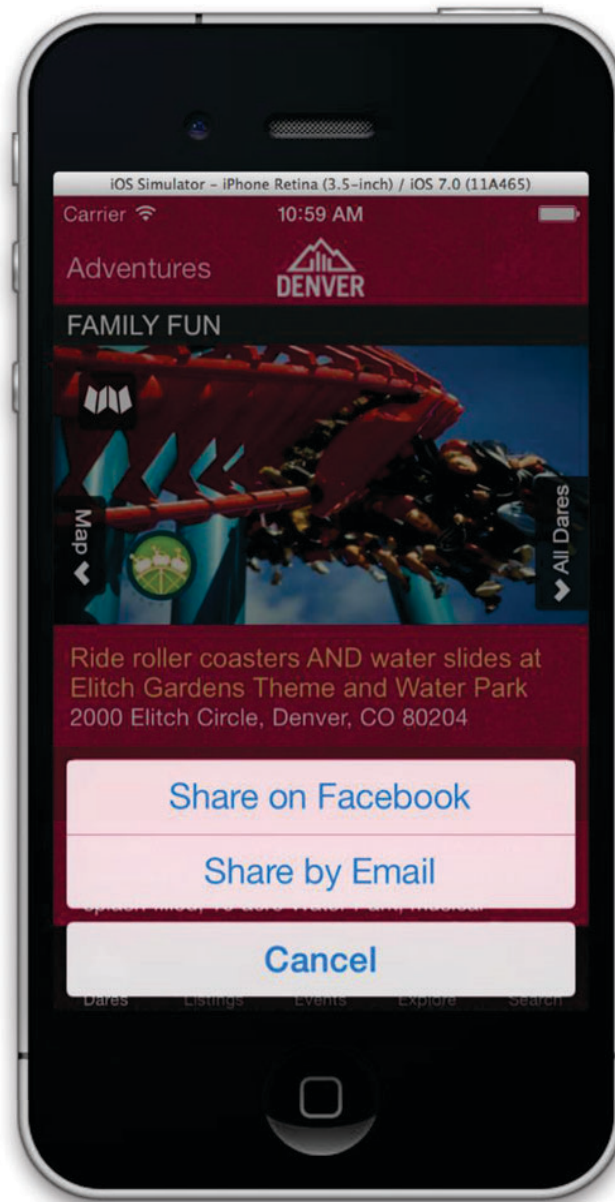 iOS Simulator – iPhone Retina (3.5-inch) / iOS 7.0 (11A465)
Carrier 10:59 AM
Adventures DENVER
FAMILY FUN
Map
All Dares
Ride roller coasters AND water slides at
Elitch Gardens Theme and Water Park
2000 Elitch Circle, Denver, CO 80204
Share on Facebook
Share by Email
Cancel
Dares Listings Events Explore Search